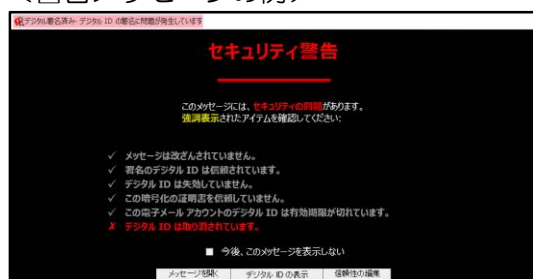 デジタル署名済み- デジタル ID の署名に問題が発生しています
セキュリティ警告
このメッセージには、セキュリティの問題があります。
強調表示されたアイテムを確認してください:
✓ メッセージは改ざんされていません。
✓ 署名のデジタル ID は信頼されています。
✓ デジタル ID は失効していません。
✓ この暗号化の証明書を信頼していません。
✓ この電子メール アカウントのデジタル ID は有効期限が切れています。
✗ デジタル ID は取り消されています。
今後、このメッセージを表示しない
メッセージを開く デジタル ID の表示 信頼性の編集